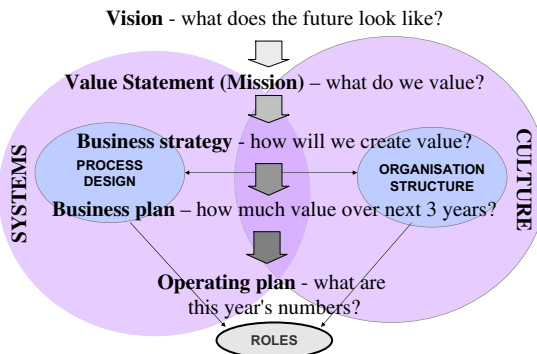 Vision - what does the future look like?
Value Statement (Mission) – what do we value?
Business strategy - how will we create value?
PROCESS
DESIGN
ORGANISATION
STRUCTURE
SYSTEMS
CULTURE
Business plan – how much value over next 3 years?
Operating plan - what are
this year's numbers?
ROLES